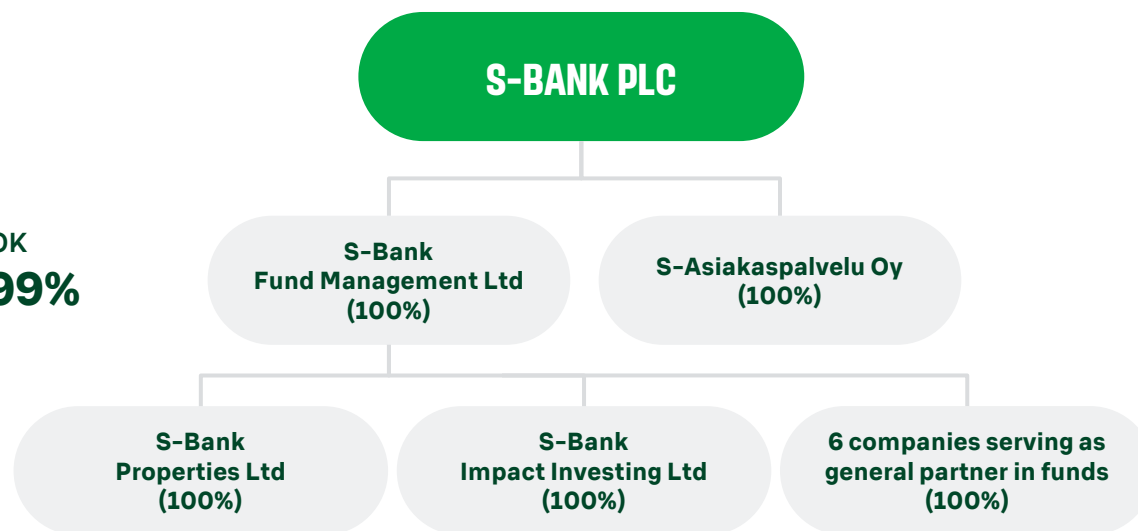 S-BANK PLC
S-Bank
Fund Management Ltd
(100%)
S-Asiakaspalvelu Oy
(100%)
99%
S-Bank
Properties Ltd
(100%)
S-Bank
Impact Investing Ltd
(100%)
6 companies serving as
general partner in funds
(100%)